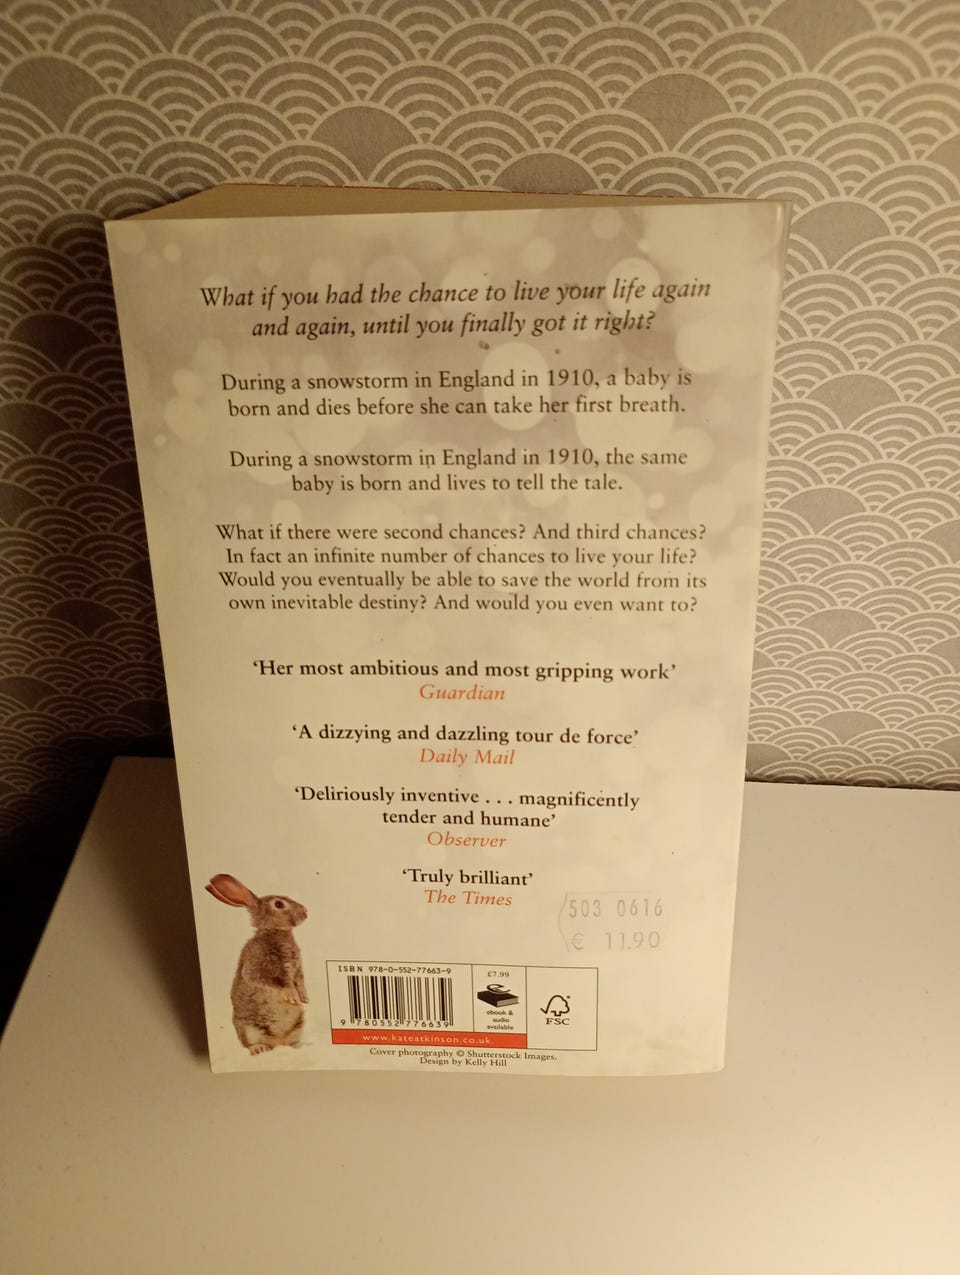 What if you had the chance to live your life again
and again, until you finally got it right?
During a snowstorm in England in 1910, a baby is
born and dies before she can take her first breath.
During a snowstorm in England in 1910, the same
baby is born and lives to tell the tale.
What if there were second chances? And third chances?
In fact an infinite number of chances to live your life?
Would you eventually be able to save the world from its
own inevitable destiny? And would you even want to?
‘Her most ambitious and most gripping work’
Guardian
‘A dizzying and dazzling tour de force’
Daily Mail
‘Deliriously inventive . . . magnificently
tender and humane’
Observer
‘Truly brilliant’
The Times
503 0616
€ 11.90
ISBN 978-0-552-77663-9
9 780552 776639
£7.99
ebook &
audio
available
FSC
www.kateatkinson.co.uk
Cover photography © Shutterstock Images.
Design by Kelly Hill